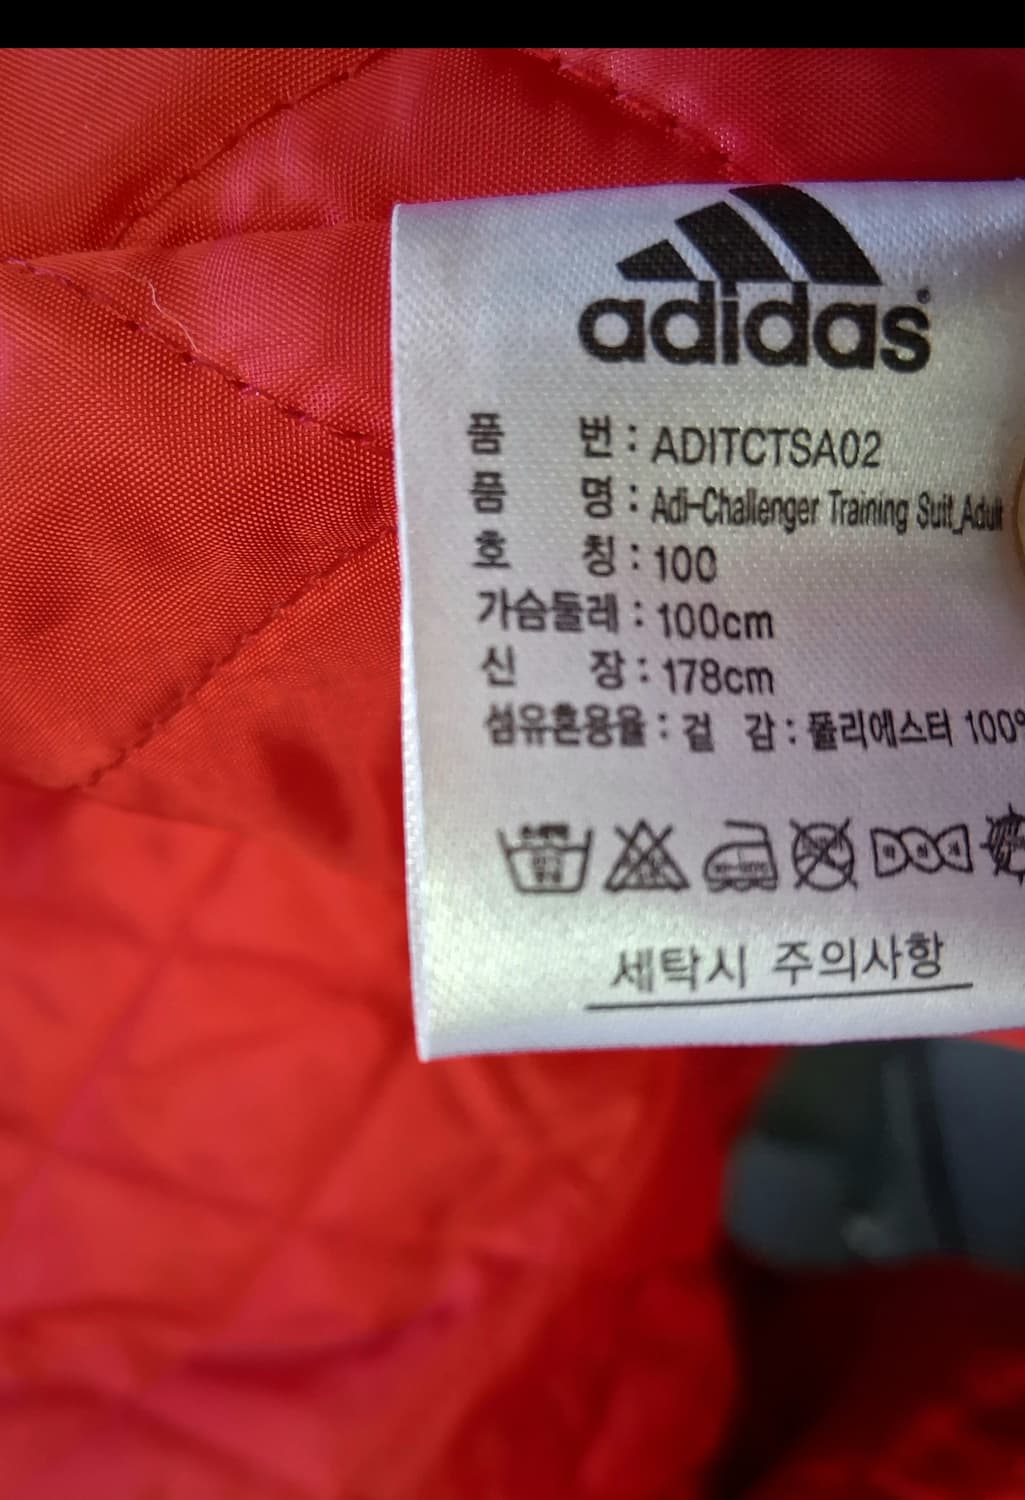 adidas®
품 번 : ADITCTSA02
품 명 : Adi-Challenger Training Suit_Adult
호 칭 : 100
가슴둘레 : 100cm
신 장 : 178cm
섬유혼용율 : 겉 감 : 폴리에스터 100%
세탁시 주의사항